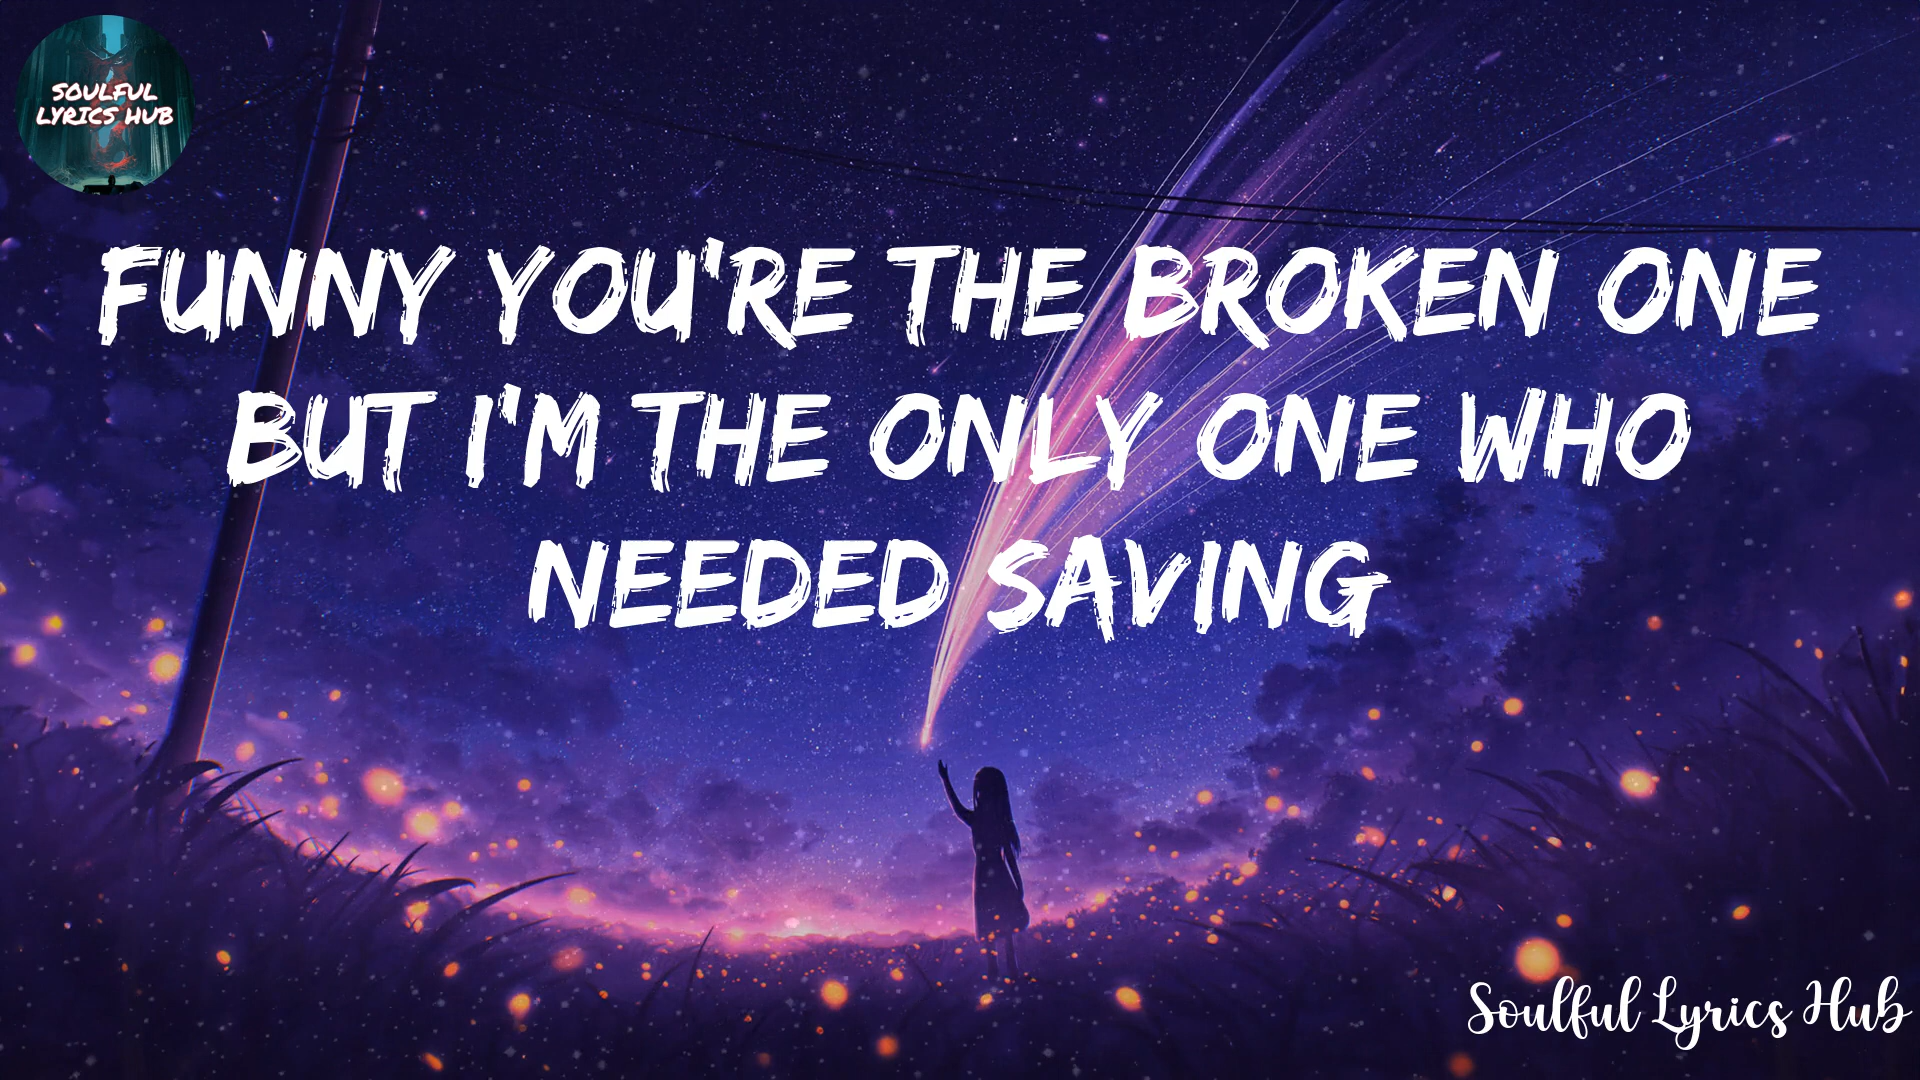 SOULFUL
LYRICS HUB
FUNNY YOU'RE THE BROKEN ONE
BUT I'M THE ONLY ONE WHO
NEEDED SAVING
Soulful Lyrics Hub